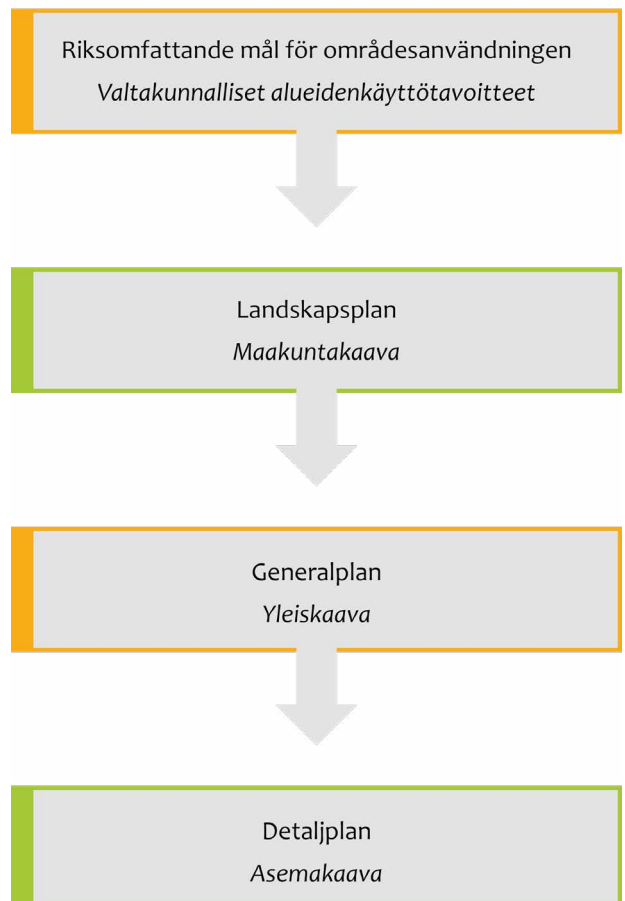 Riksomfattande mål för områdesanvändningen
Valtakunnalliset alueidenkäyttötavoitteet
Landskapsplan
Maakuntakaava
Generalplan
Yleiskaava
Detaljplan
Asemakaava